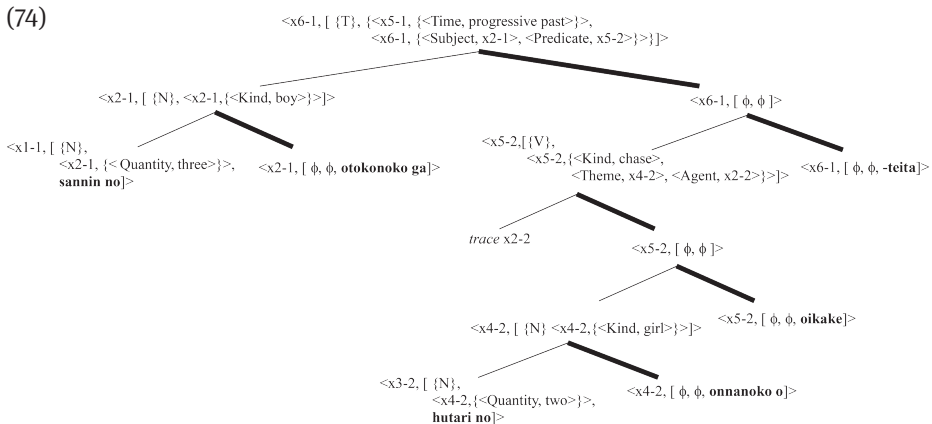 (74)
<x6-1, [ {T}, {<x5-1, {<Time, progressive past>}>,
<x6-1, {<Subject, x2-1>, <Predicate, x5-2>}>}]>
<x2-1, [ {N}, <x2-1,{<Kind, boy>}>]>
<x6-1, [ ϕ, ϕ ]>
<x1-1, [ {N},
<x2-1, {< Quantity, three>}>,
sannin no]>
<x2-1, [ ϕ, ϕ, otokonoko ga]>
<x5-2,[{V},
<x5-2,{<Kind, chase>,
<Theme, x4-2>, <Agent, x2-2>}>]>
<x6-1, [ ϕ, ϕ, -teita]>
trace x2-2
<x5-2, [ ϕ, ϕ ]>
<x4-2, [ {N} <x4-2,{<Kind, girl>}>]>
<x5-2, [ ϕ, ϕ, oikake]>
<x3-2, [ {N},
<x4-2,{<Quantity, two>}>,
hutari no]>
<x4-2, [ ϕ, ϕ, onnanoko o]>